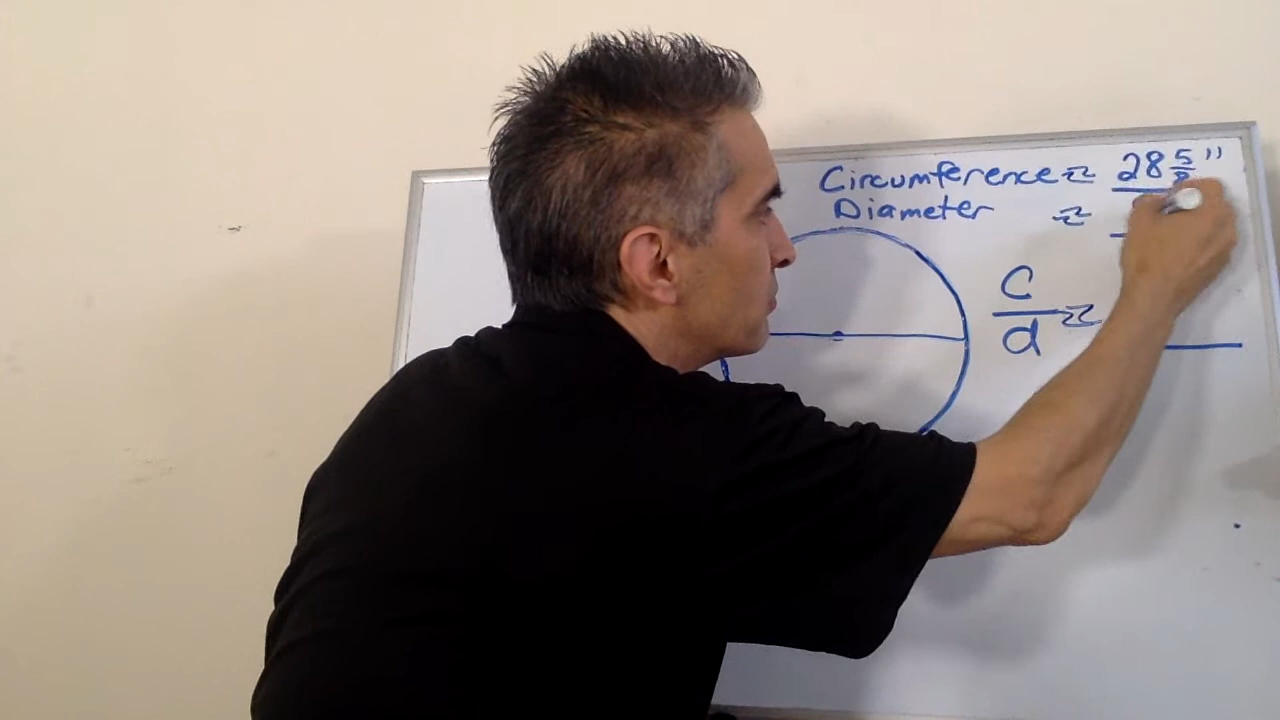 Circumference ≈ 28 5/8"
Diameter ≈
C/d ≈